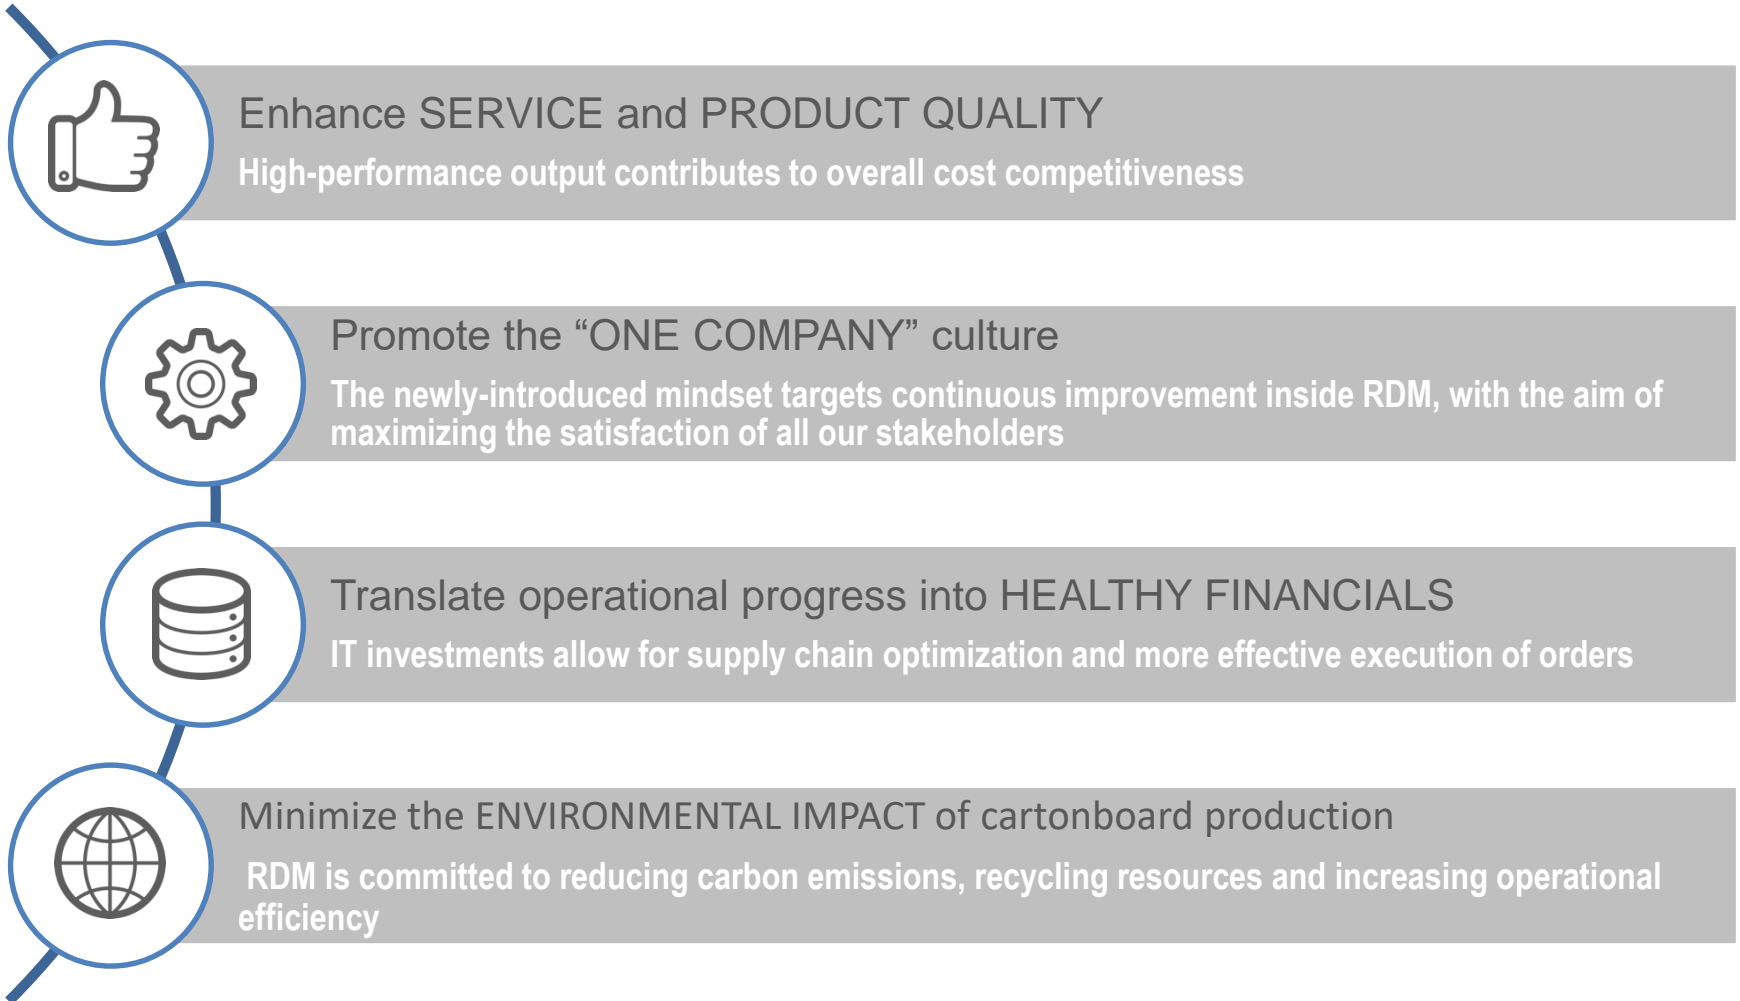 Enhance SERVICE and PRODUCT QUALITY
High-performance output contributes to overall cost competitiveness
Promote the “ONE COMPANY” culture
The newly-introduced mindset targets continuous improvement inside RDM, with the aim of
maximizing the satisfaction of all our stakeholders
Translate operational progress into HEALTHY FINANCIALS
IT investments allow for supply chain optimization and more effective execution of orders
Minimize the ENVIRONMENTAL IMPACT of cartonboard production
RDM is committed to reducing carbon emissions, recycling resources and increasing operational
efficiency